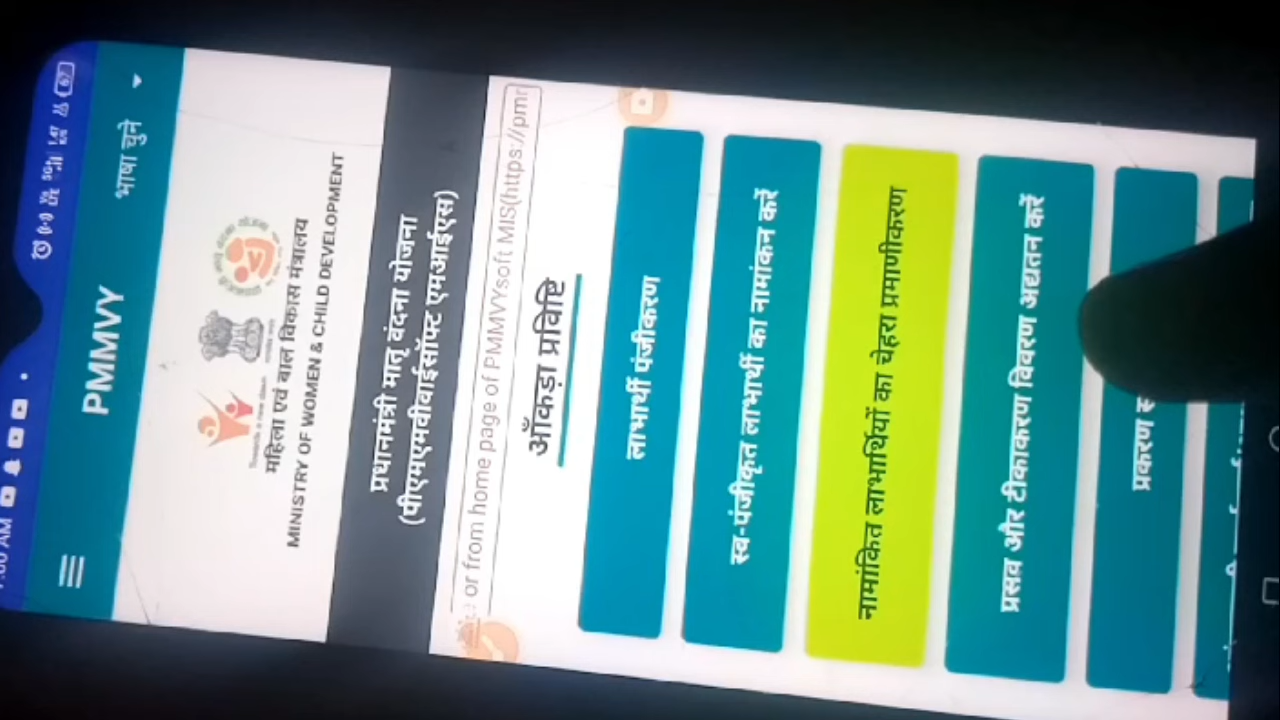 PMMVY
भाषा चुने
महिला एवं बाल विकास मंत्रालय
MINISTRY OF WOMEN & CHILD DEVELOPMENT
प्रधानमंत्री मातृ वंदना योजना
(पीएमएमवीवाईसॉफ्ट एमआईएस)
or from home page of PMMVYsoft MIS(https://pmm
आँकड़ा प्रविष्टि
लाभार्थी पंजीकरण
स्व-पंजीकृत लाभार्थी का नामांकन करें
नामांकित लाभार्थियों का चेहरा प्रमाणीकरण
प्रसव और टीकाकरण विवरण अद्यतन करें
प्रकरण